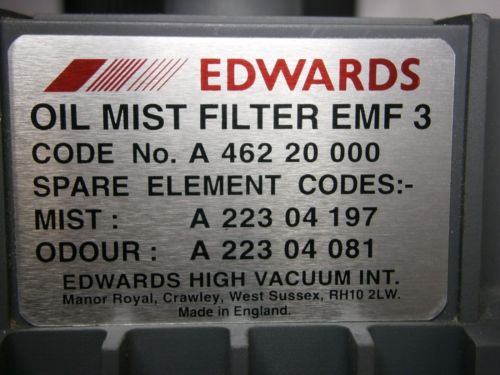 EDWARDS
OIL MIST FILTER EMF 3
CODE No. A 462 20 000
SPARE ELEMENT CODES:-
MIST : A 223 04 197
ODOUR : A 223 04 081
EDWARDS HIGH VACUUM INT.
Manor Royal, Crawley, West Sussex, RH10 2LW.
Made in England.